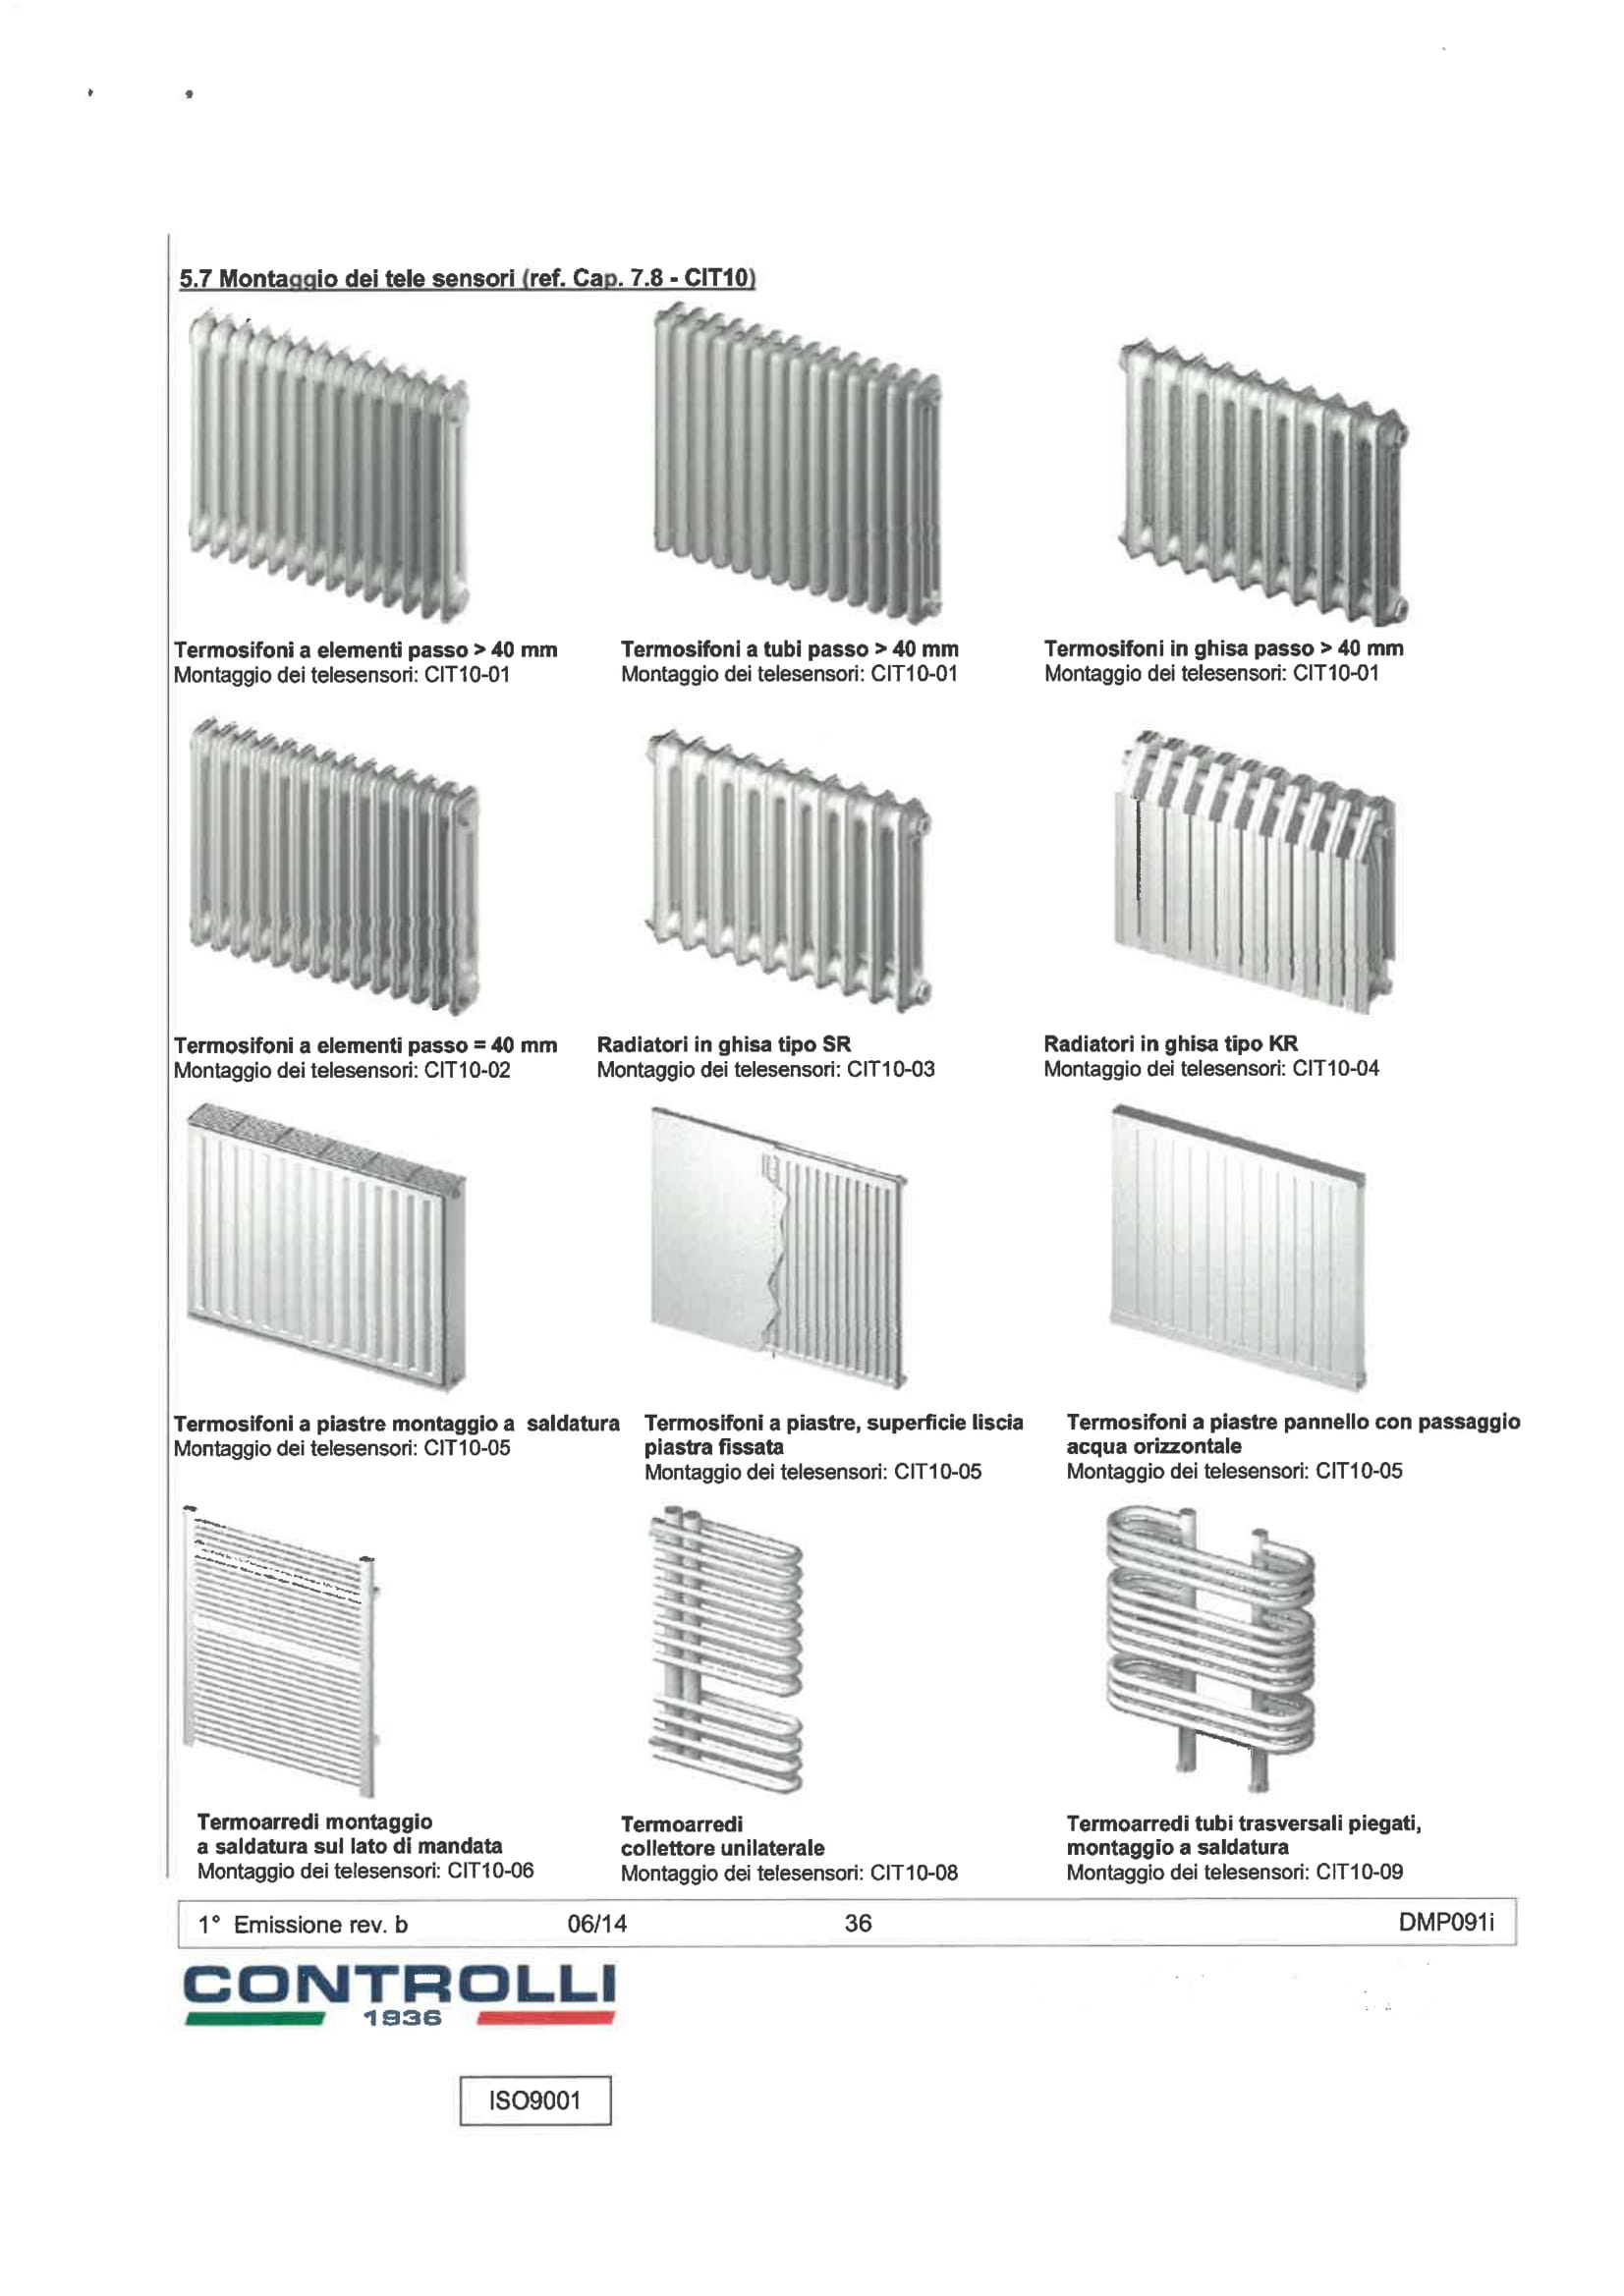 5.7 Montaggio dei tele sensori (ref. Cap. 7.8 - CIT10)
Termosifoni a elementi passo > 40 mm
Montaggio dei telesensori: CIT10-01
Termosifoni a tubi passo > 40 mm
Montaggio dei telesensori: CIT10-01
Termosifoni in ghisa passo > 40 mm
Montaggio dei telesensori: CIT10-01
Termosifoni a elementi passo = 40 mm
Montaggio dei telesensori: CIT10-02
Radiatori in ghisa tipo SR
Montaggio dei telesensori: CIT10-03
Radiatori in ghisa tipo KR
Montaggio dei telesensori: CIT10-04
Termosifoni a piastre montaggio a saldatura
Montaggio dei telesensori: CIT10-05
Termosifoni a piastre, superficie liscia
piastra fissata
Montaggio dei telesensori: CIT10-05
Termosifoni a piastre pannello con passaggio
acqua orizzontale
Montaggio dei telesensori: CIT10-05
Termoarredi montaggio
a saldatura sul lato di mandata
Montaggio dei telesensori: CIT10-06
Termoarredi
collettore unilaterale
Montaggio dei telesensori: CIT10-08
Termoarredi tubi trasversali piegati,
montaggio a saldatura
Montaggio dei telesensori: CIT10-09
1° Emissione rev. b 06/14 36 DMP091i
CONTROLLI
1936
ISO9001